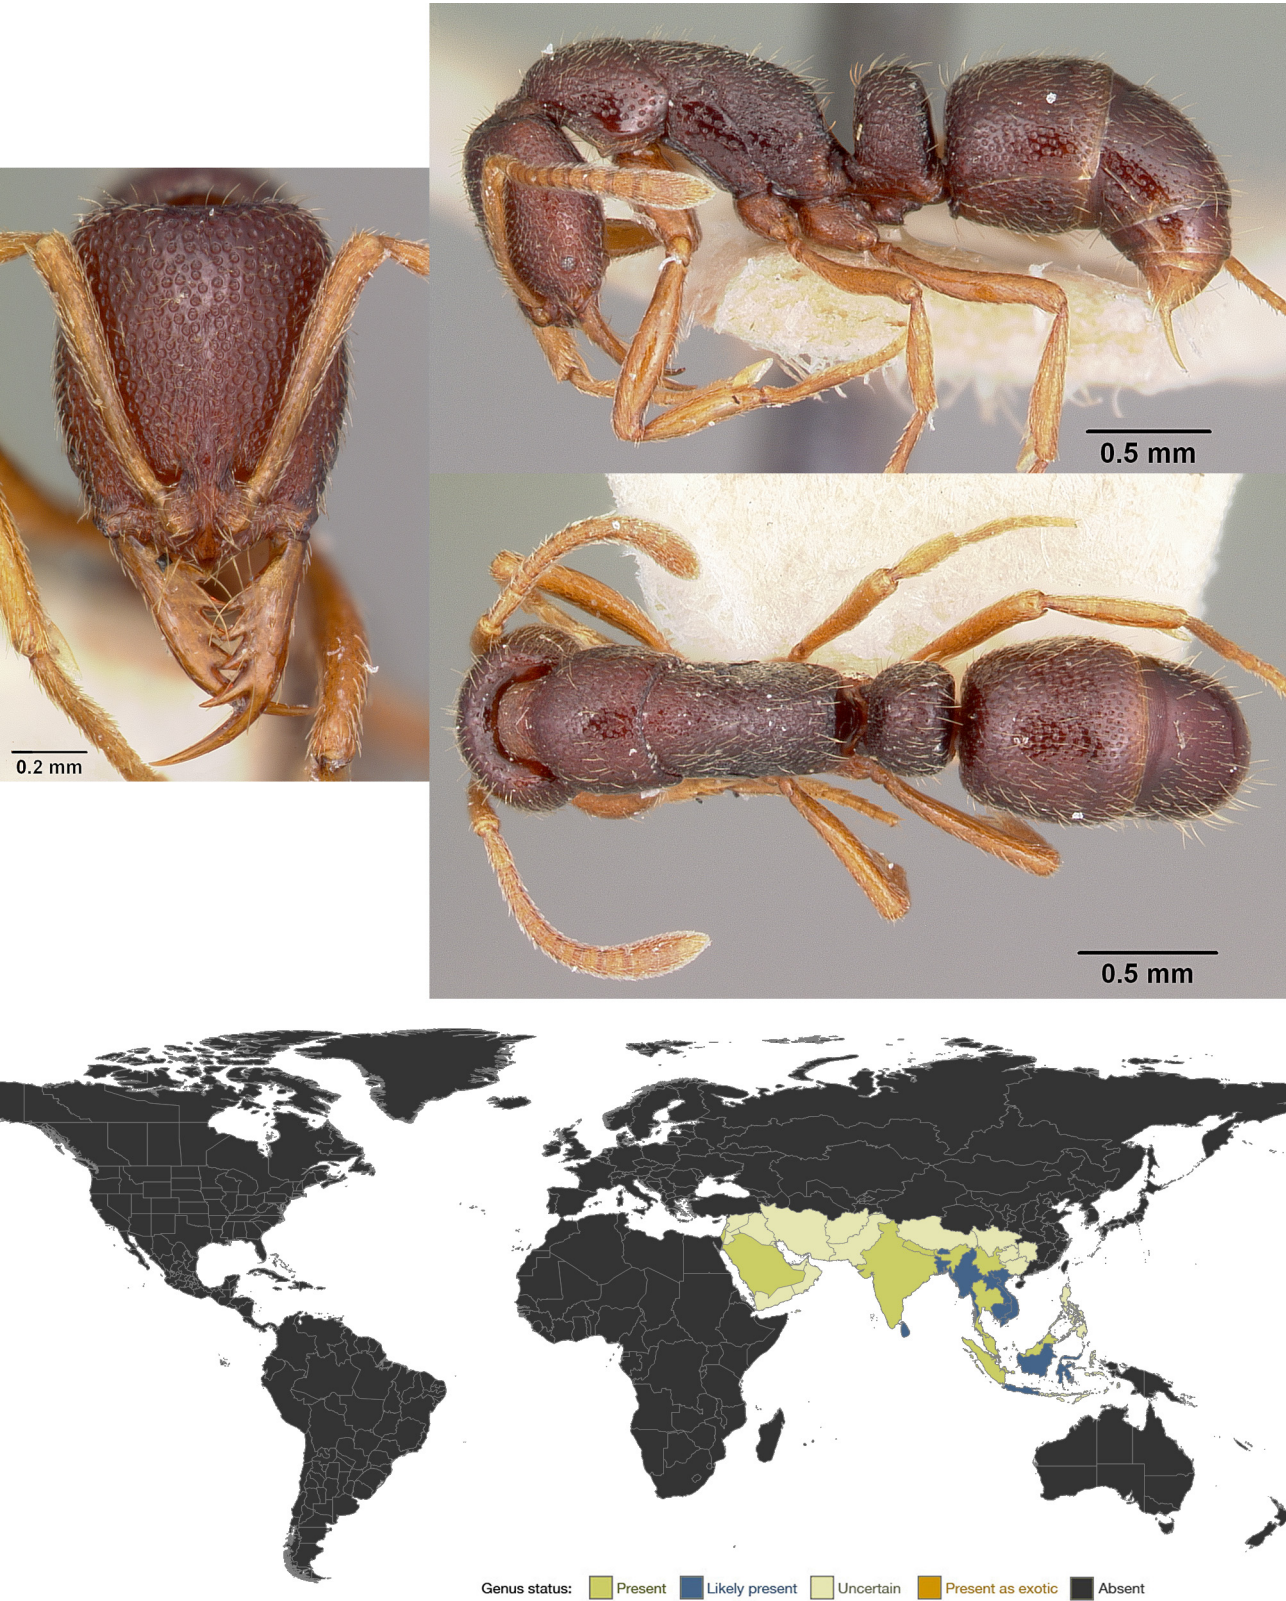 0.5 mm
0.2 mm
0.5 mm
Genus status: Present Likely present Uncertain Present as exotic Absent